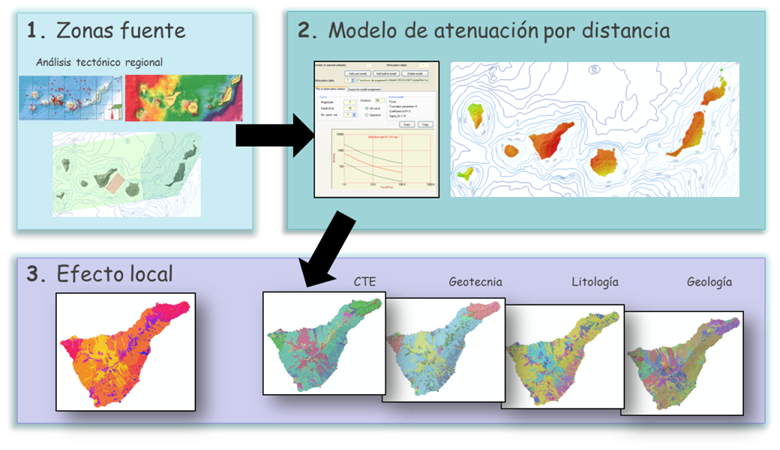 1. Zonas fuente
Análisis tectónico regional
2. Modelo de atenuación por distancia
3. Efecto local
CTE
Geotecnia
Litología
Geología